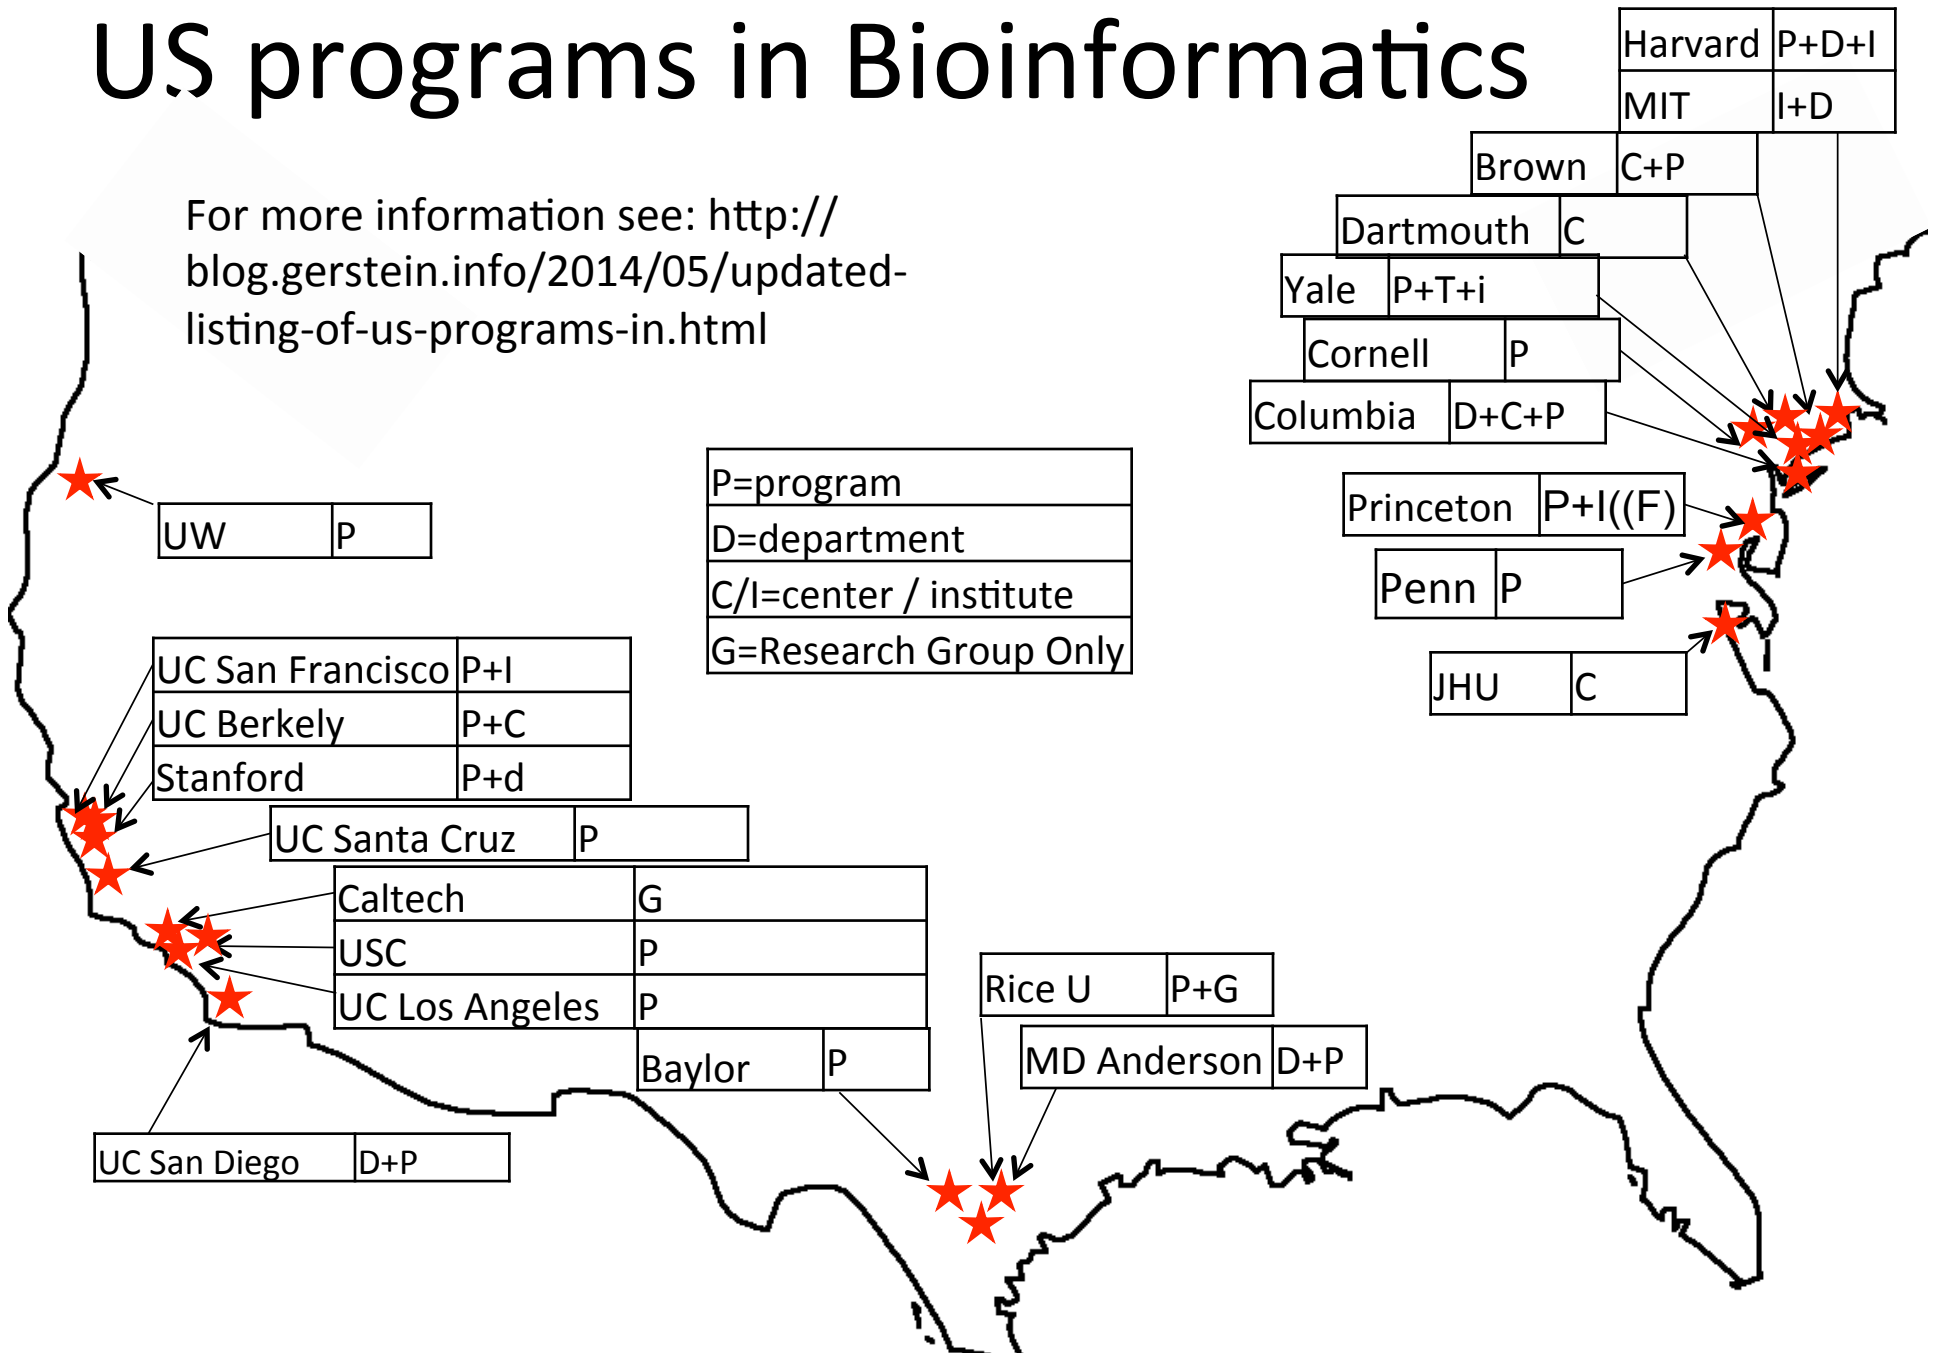 US programs in Bioinformatics
Harvard P+D+I
MIT I+D
Brown C+P
Dartmouth C
Yale P+T+i
Cornell P
Columbia D+C+P
For more information see: http://
blog.gerstein.info/2014/05/updated-
listing-of-us-programs-in.html
P=program
D=department
C/I=center / institute
G=Research Group Only
Princeton P+I((F)
Penn P
JHU C
UW P
UC San Francisco P+I
UC Berkely P+C
Stanford P+d
UC Santa Cruz P
Caltech G
USC P
UC Los Angeles P
Baylor P
Rice U P+G
MD Anderson D+P
UC San Diego D+P